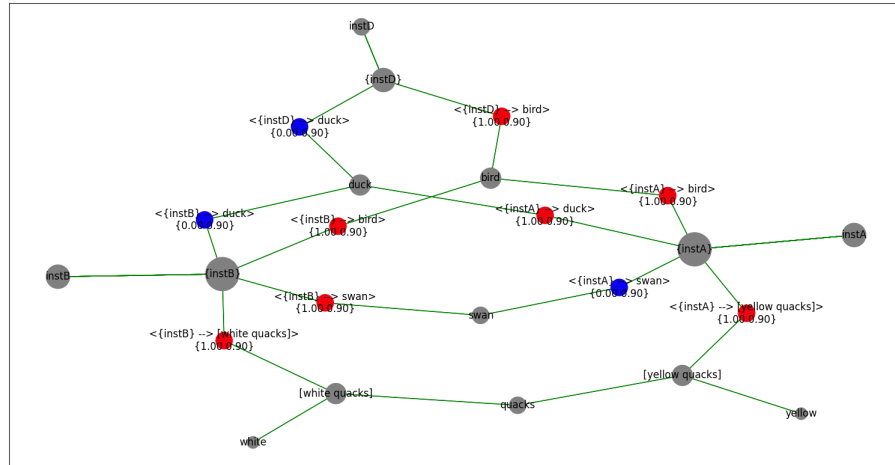 instD
{instD}
<{instD} --> duck>
{0.00 0.90}
<{instD} --> bird>
{1.00 0.90}
duck
bird
<{instA} --> bird>
{1.00 0.90}
<{instB} --> duck>
{0.00 0.90}
<{instB} --> bird>
{1.00 0.90}
<{instA} --> duck>
{1.00 0.90}
instA
{instA}
instB
{instB}
<{instA} --> swan>
{0.00 0.90}
<{instB} --> swan>
{1.00 0.90}
swan
<{instA} --> [yellow quacks]>
{1.00 0.90}
<{instB} --> [white quacks]>
{1.00 0.90}
[yellow quacks]
[white quacks]
quacks
yellow
white